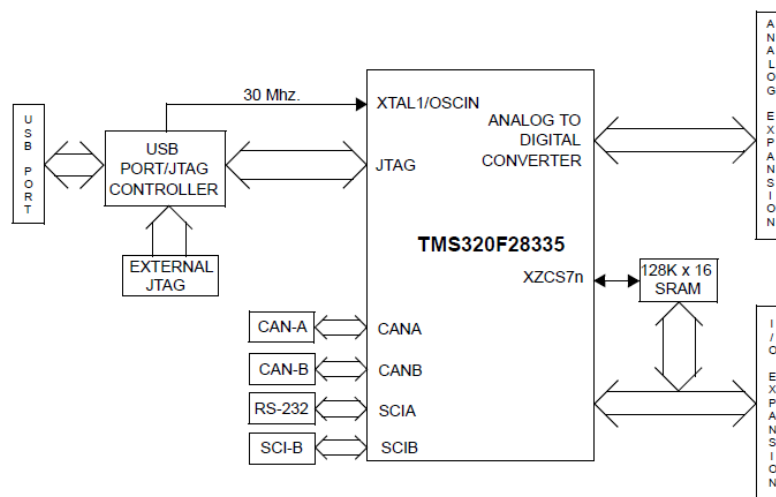 30 Mhz.
USB PORT
USB
PORT/JTAG
CONTROLLER
EXTERNAL
JTAG
XTAL1/OSCIN
JTAG
ANALOG TO
DIGITAL
CONVERTER
ANALOG EXPANSION
TMS320F28335
XZCS7n
128K x 16
SRAM
CAN-A
CANA
CAN-B
CANB
RS-232
SCIA
SCI-B
SCIB
I/O EXPANSION